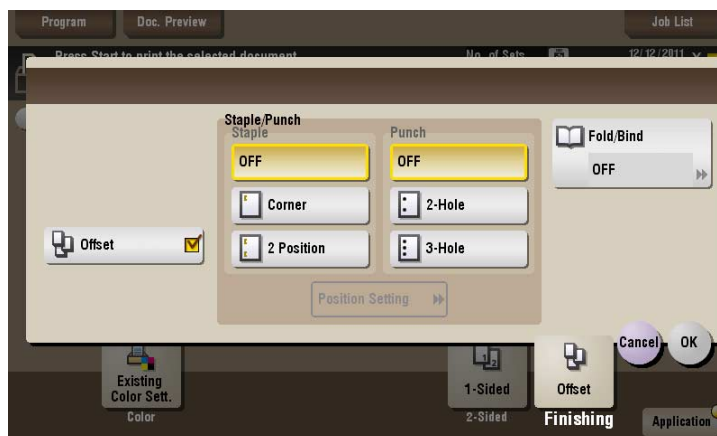 Program
Doc. Preview
Job List
Press Start to print the selected document.
No. of Sets
12/12/2011
Staple/Punch
Staple
Punch
OFF
OFF
Corner
2-Hole
2 Position
3-Hole
Position Setting
Offset
Fold/Bind
OFF
Cancel
OK
Existing
Color Sett.
Color
1-Sided
2-Sided
Offset
Finishing
Application